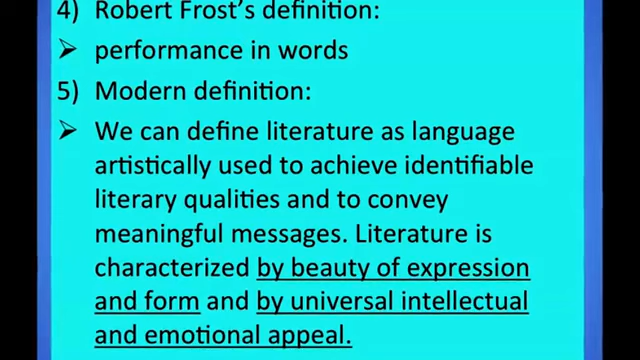 4) Robert Frost's definition:
➢ performance in words
5) Modern definition:
➢ We can define literature as language
artistically used to achieve identifiable
literary qualities and to convey
meaningful messages. Literature is
characterized by beauty of expression
and form and by universal intellectual
and emotional appeal.